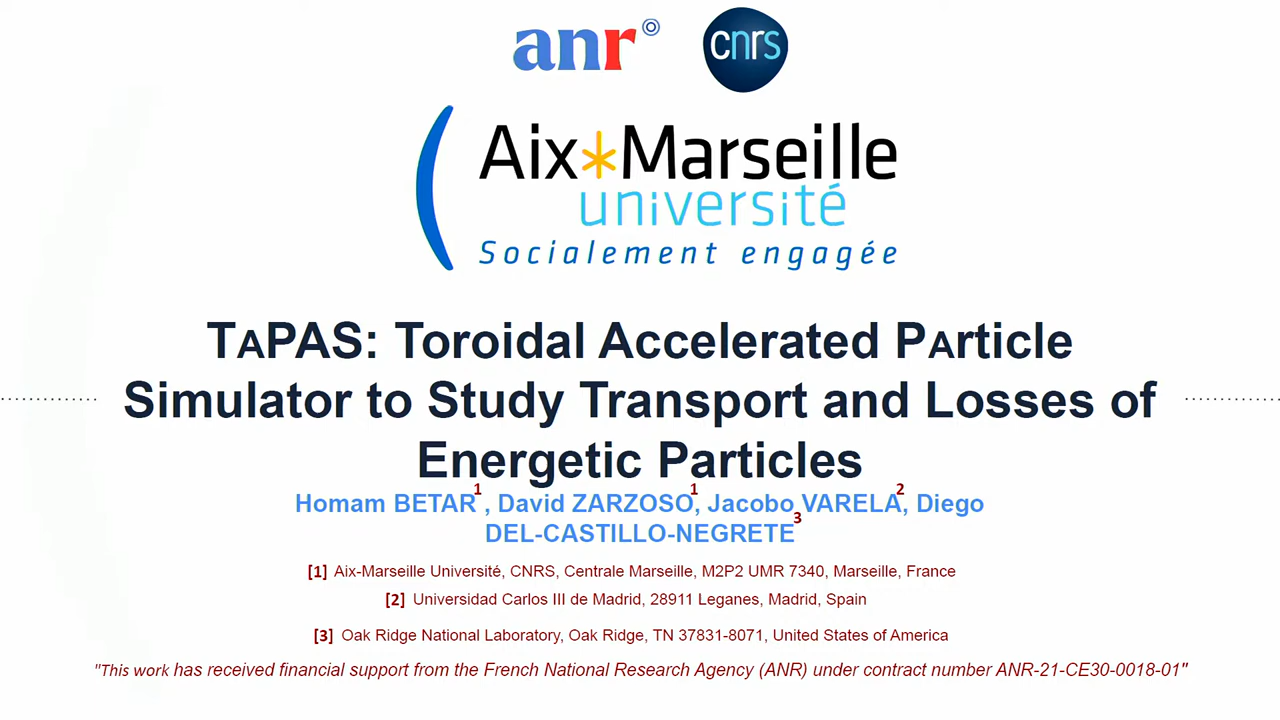 anr
cnrs
Aix*Marseille
université
Socialement engagée
TAPAS: Toroidal Accelerated PArticle
Simulator to Study Transport and Losses of
Energetic Particles
Homam BETAR1, David ZARZOSO1, Jacobo VARELA2, Diego
DEL-CASTILLO-NEGRETE3
[1] Aix-Marseille Université, CNRS, Centrale Marseille, M2P2 UMR 7340, Marseille, France
[2] Universidad Carlos III de Madrid, 28911 Leganes, Madrid, Spain
[3] Oak Ridge National Laboratory, Oak Ridge, TN 37831-8071, United States of America
"This work has received financial support from the French National Research Agency (ANR) under contract number ANR-21-CE30-0018-01"